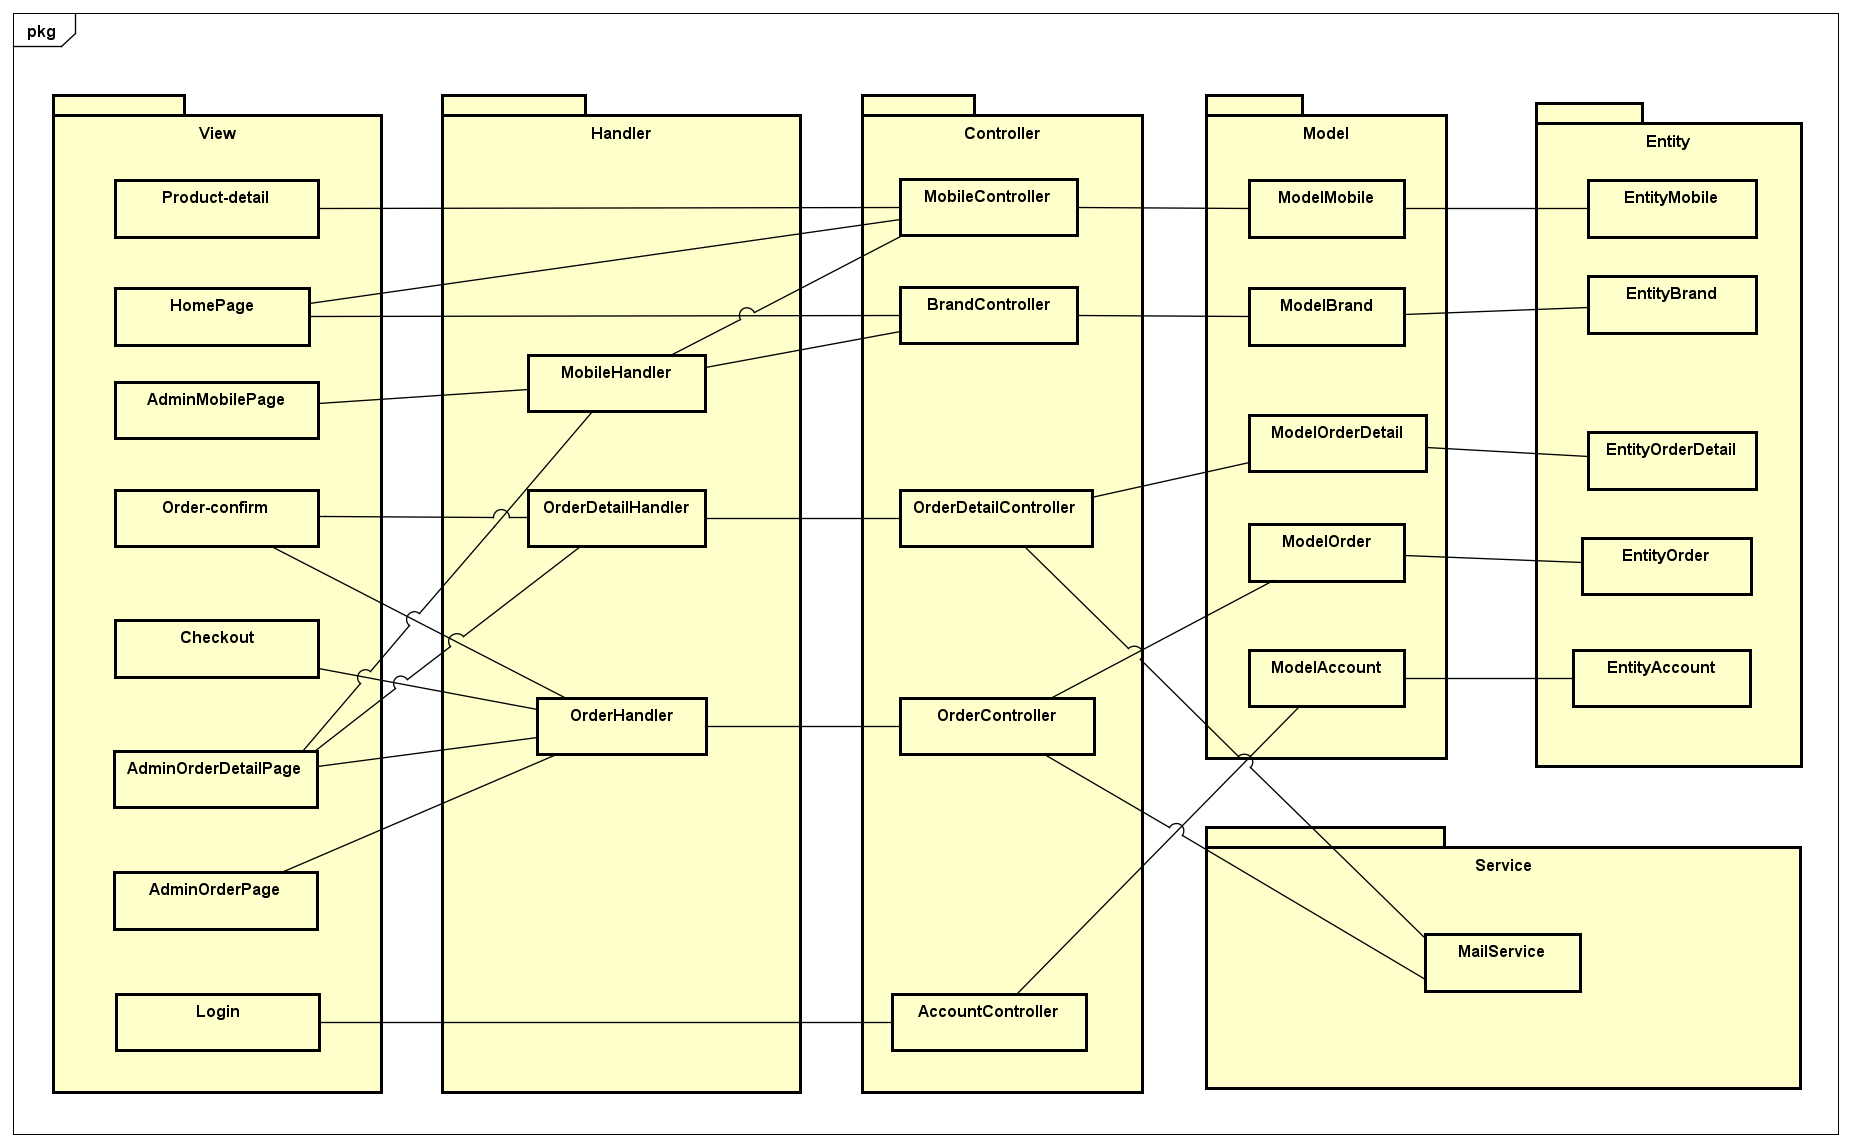 pkg
View
Product-detail
HomePage
AdminMobilePage
Order-confirm
Checkout
AdminOrderDetailPage
AdminOrderPage
Login
Handler
MobileHandler
OrderDetailHandler
OrderHandler
Controller
MobileController
BrandController
OrderDetailController
OrderController
AccountController
Model
ModelMobile
ModelBrand
ModelOrderDetail
ModelOrder
ModelAccount
Entity
EntityMobile
EntityBrand
EntityOrderDetail
EntityOrder
EntityAccount
Service
MailService